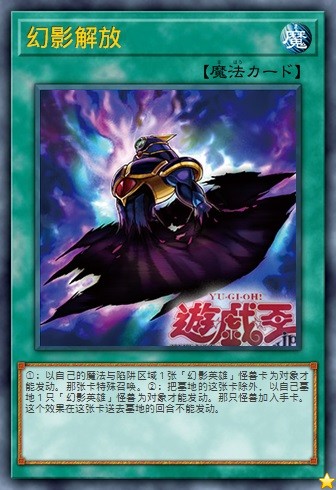 幻影解放
魔
【魔法カード】
YU-GI-OH!
遊戯王
①：以自己的魔法与陷阱区域1张「幻影英雄」怪兽卡为对象才
能发动。那张卡特殊召唤。②：把墓地的这张卡除外，以自己墓
地1只「幻影英雄」怪兽为对象才能发动。那只怪兽加入手卡。
这个效果在这张卡送去墓地的回合不能发动。